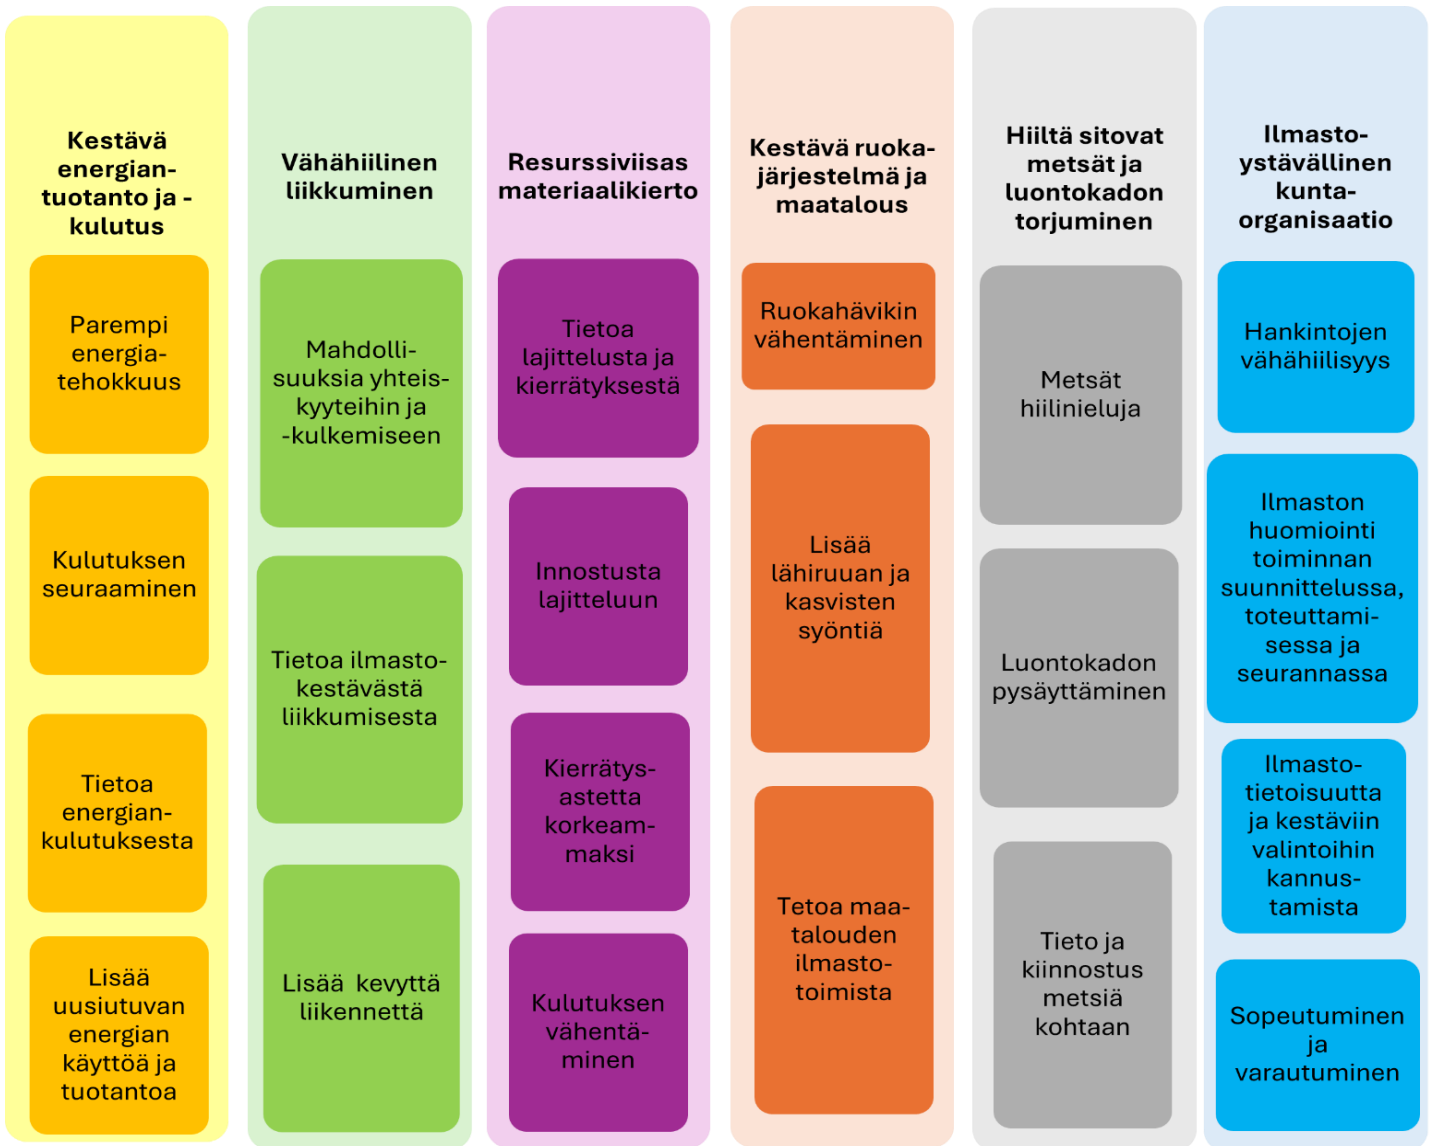 Kestävä
energian-
tuotanto ja -
kulutus
Parempi
energia-
tehokkuus
Kulutuksen
seuraaminen
Tietoa
energian-
kulutuksesta
Lisää
uusiutuvan
energian
käyttöä ja
tuotantoa
Vähähiilinen
liikkuminen
Mahdolli-
suuksia yhteis-
kyyteihin ja
-kulkemiseen
Tietoa ilmasto-
kestävästä
liikkumisesta
Lisää kevyttä
liikennettä
Resurssiviisas
materiaalikierto
Tietoa
lajittelusta ja
kierrätyksestä
Innostusta
lajitteluun
Kierrätys-
astetta
korkeam-
maksi
Kulutuksen
vähentä-
minen
Kestävä ruoka-
järjestelmä ja
maatalous
Ruokahävikin
vähentäminen
Lisää
lähiruuan ja
kasvisten
syöntiä
Tetoa maa-
talouden
ilmasto-
toimista
Hiiltä sitovat
metsät ja
luontokadon
torjuminen
Metsät
hiilinieluja
Luontokadon
pysäyttäminen
Tieto ja
kiinnostus
metsiä
kohtaan
Ilmasto-
ystävällinen
kunta-
organisaatio
Hankintojen
vähähiilisyys
Ilmaston
huomiointi
toiminnan
suunnittelussa,
toteuttami-
sessa ja
seurannassa
Ilmasto-
tietoisuutta
ja kestäviin
valintoihin
kannus-
tamista
Sopeutuminen
ja
varautuminen